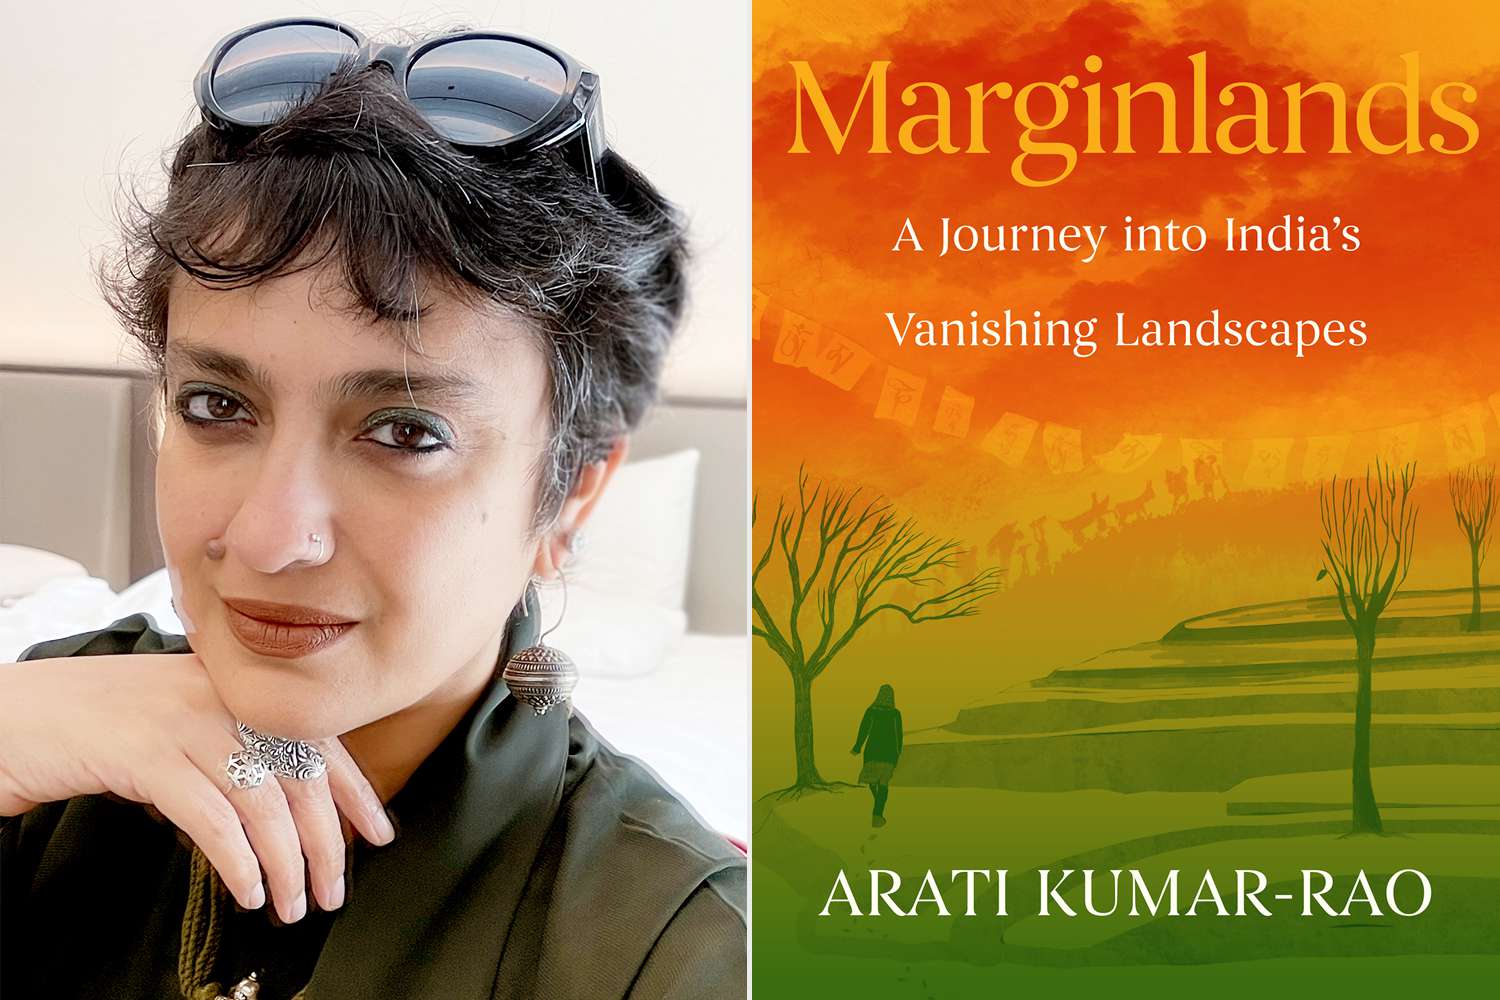 Marginlands
A Journey into India’s
Vanishing Landscapes
ARATI KUMAR-RAO